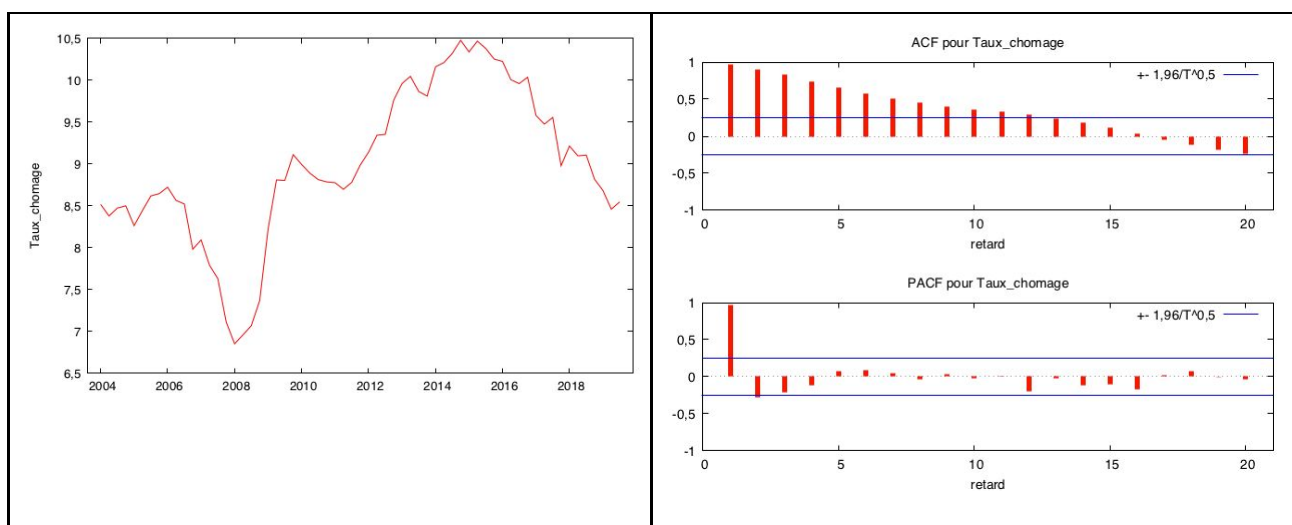 10,5
10
9,5
9
8,5
8
7,5
7
6,5
Taux_chomage
2004 2006 2008 2010 2012 2014 2016 2018
ACF pour Taux_chomage
+- 1,96/T^0,5
1
0,5
0
-0,5
-1
0 5 10 15 20
retard
PACF pour Taux_chomage
+- 1,96/T^0,5
1
0,5
0
-0,5
-1
0 5 10 15 20
retard